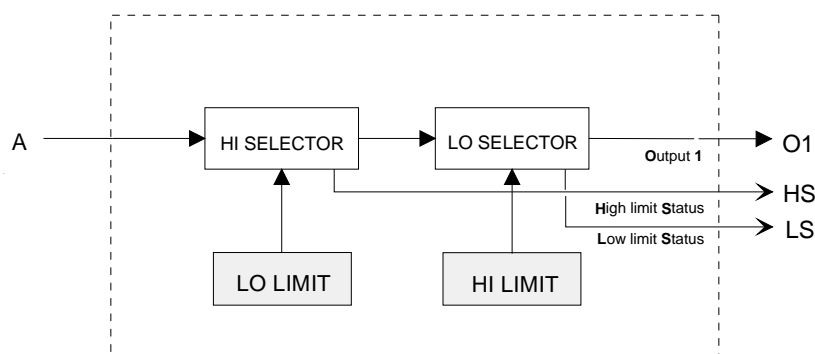 A
HI SELECTOR
LO SELECTOR
Output 1
O1
High limit Status
HS
Low limit Status
LS
LO LIMIT
HI LIMIT